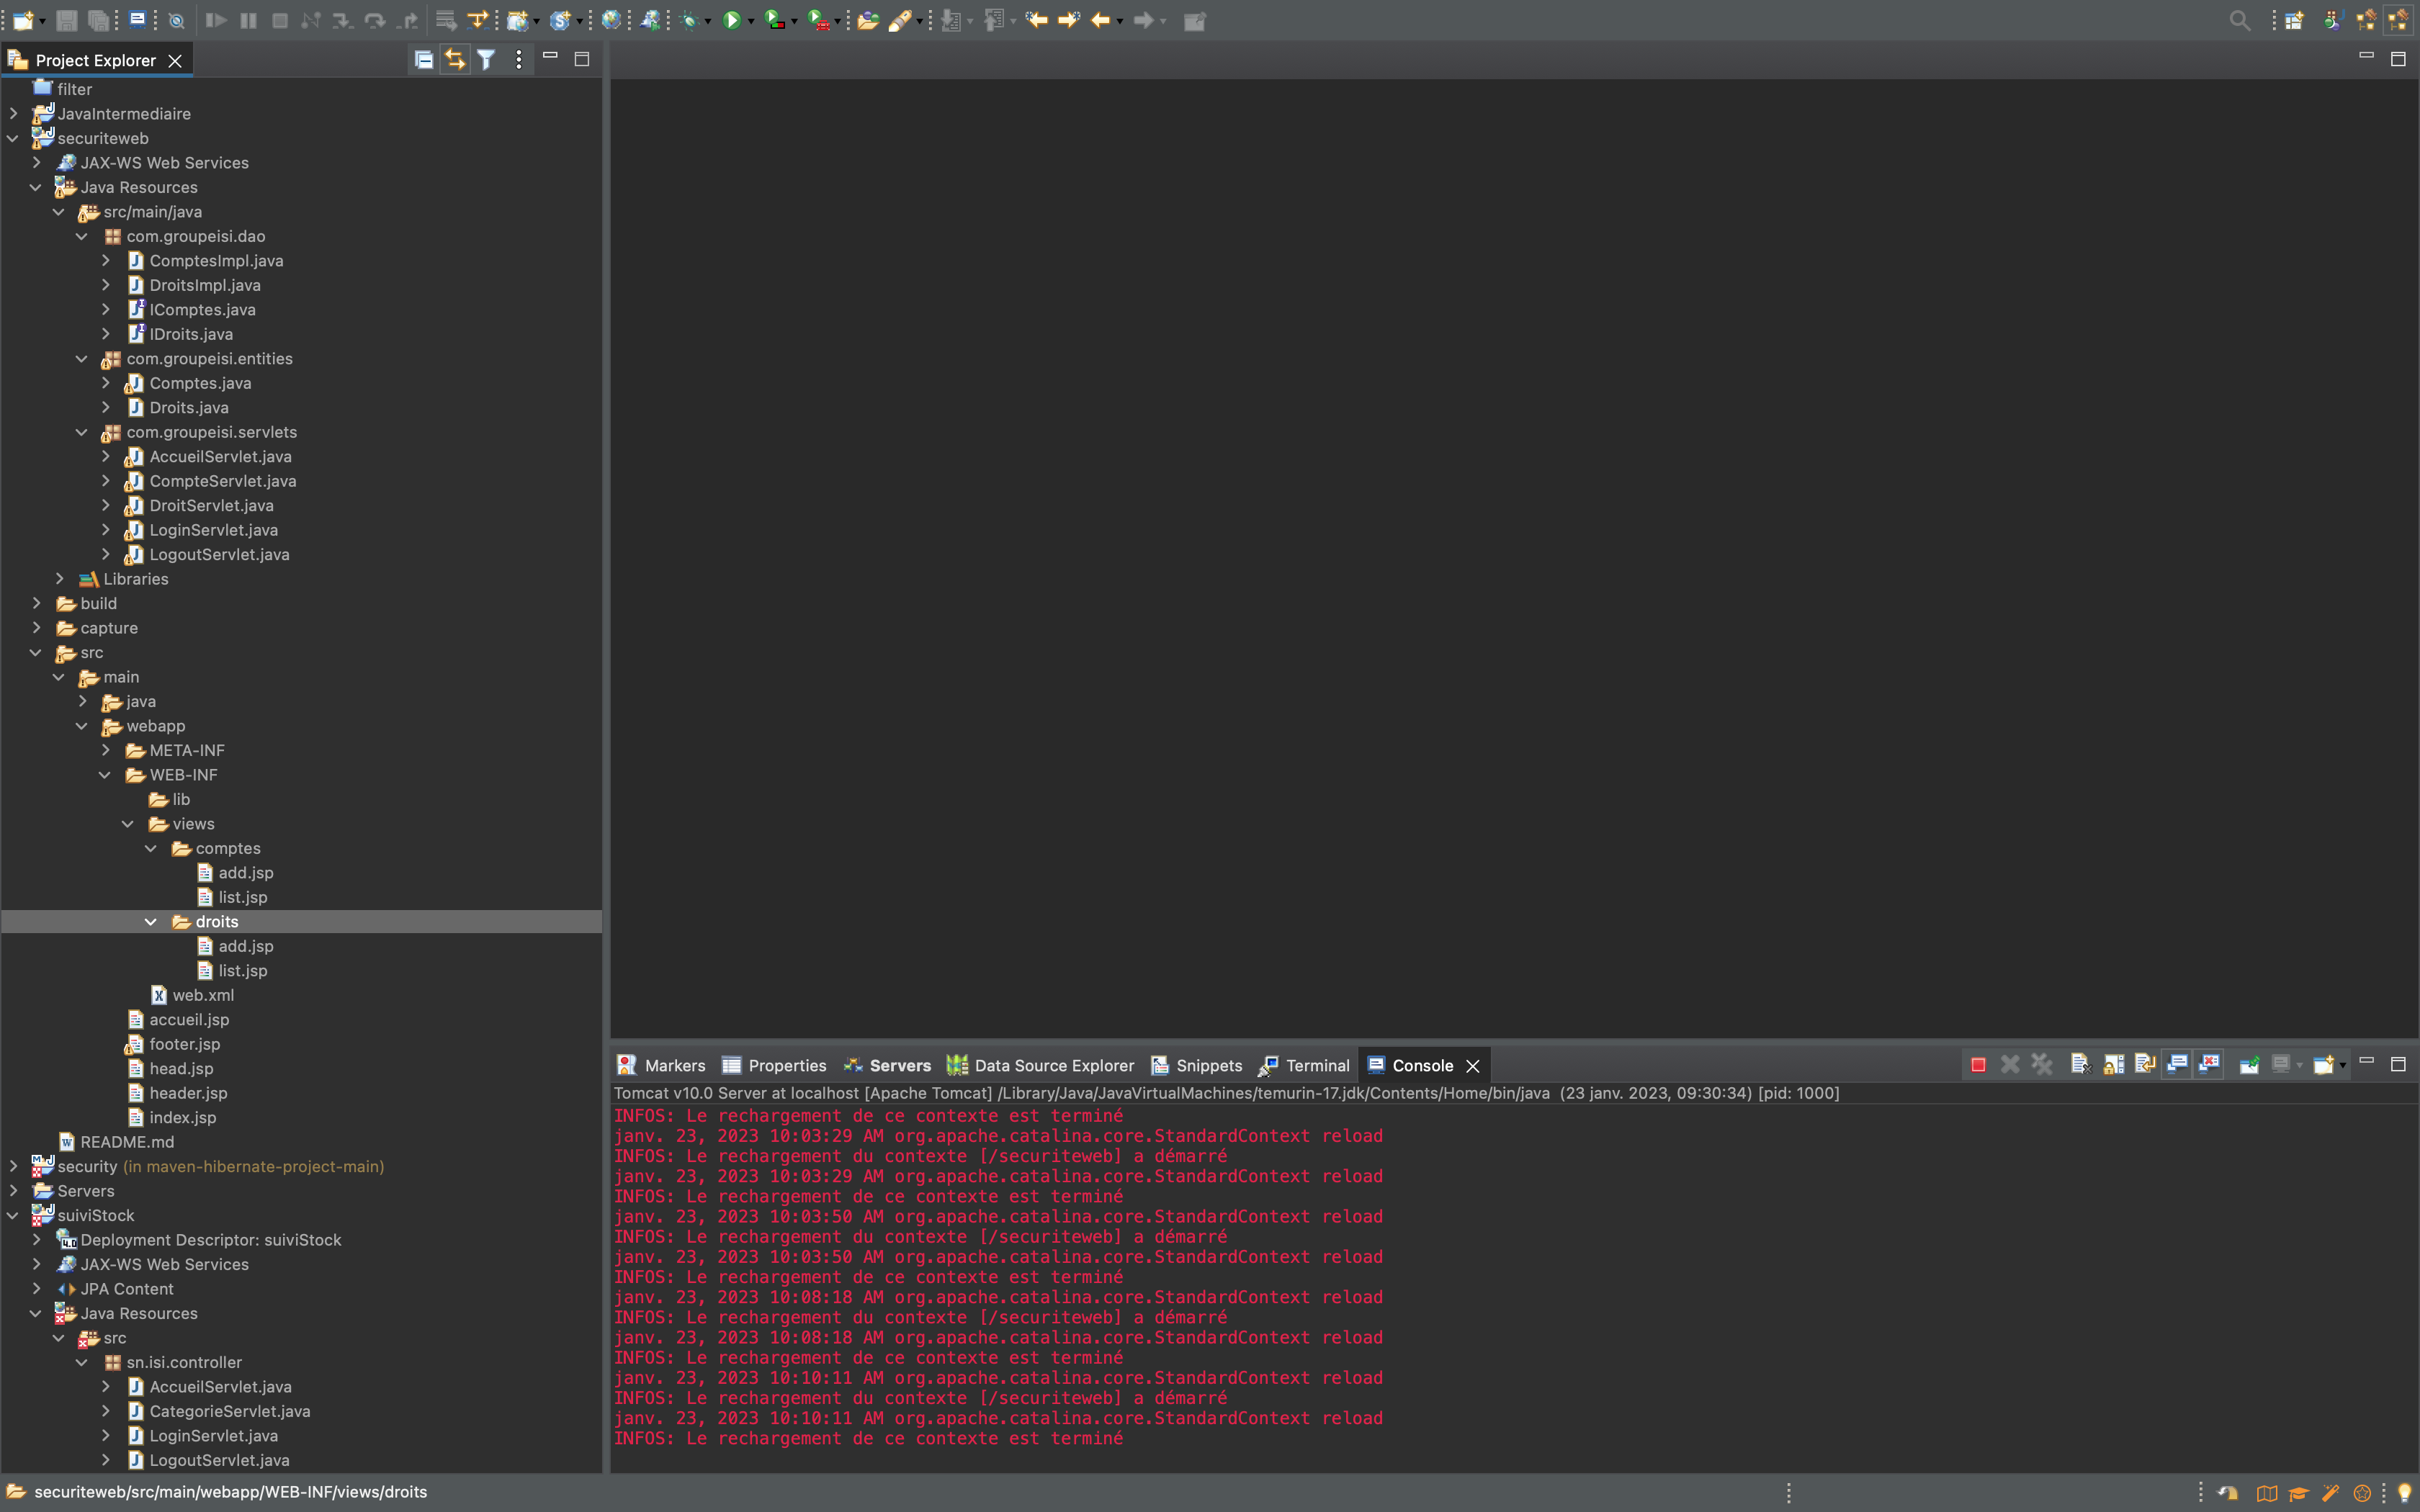 Project Explorer
filter
JavaIntermediaire
securiteweb
JAX-WS Web Services
Java Resources
src/main/java
com.groupeisi.dao
ComptesImpl.java
DroitsImpl.java
IComptes.java
IDroits.java
com.groupeisi.entities
Comptes.java
Droits.java
com.groupeisi.servlets
AccueilServlet.java
CompteServlet.java
DroitServlet.java
LoginServlet.java
LogoutServlet.java
Libraries
build
capture
src
main
java
webapp
META-INF
WEB-INF
lib
views
comptes
add.jsp
list.jsp
droits
add.jsp
list.jsp
web.xml
accueil.jsp
footer.jsp
head.jsp
header.jsp
index.jsp
README.md
security (in maven-hibernate-project-main)
Servers
suiviStock
Deployment Descriptor: suiviStock
JAX-WS Web Services
JPA Content
Java Resources
src
sn.isi.controller
AccueilServlet.java
CategorieServlet.java
LoginServlet.java
LogoutServlet.java
Markers Properties Servers Data Source Explorer Snippets Terminal Console
Tomcat v10.0 Server at localhost [Apache Tomcat] /Library/Java/JavaVirtualMachines/temurin-17.jdk/Contents/Home/bin/java (23 janv. 2023, 09:30:34) [pid: 1000]
INFOS: Le rechargement de ce contexte est terminé
janv. 23, 2023 10:03:29 AM org.apache.catalina.core.StandardContext reload
INFOS: Le rechargement du contexte [/securiteweb] a démarré
janv. 23, 2023 10:03:29 AM org.apache.catalina.core.StandardContext reload
INFOS: Le rechargement de ce contexte est terminé
janv. 23, 2023 10:03:50 AM org.apache.catalina.core.StandardContext reload
INFOS: Le rechargement du contexte [/securiteweb] a démarré
janv. 23, 2023 10:03:50 AM org.apache.catalina.core.StandardContext reload
INFOS: Le rechargement de ce contexte est terminé
janv. 23, 2023 10:08:18 AM org.apache.catalina.core.StandardContext reload
INFOS: Le rechargement du contexte [/securiteweb] a démarré
janv. 23, 2023 10:08:18 AM org.apache.catalina.core.StandardContext reload
INFOS: Le rechargement de ce contexte est terminé
janv. 23, 2023 10:10:11 AM org.apache.catalina.core.StandardContext reload
INFOS: Le rechargement du contexte [/securiteweb] a démarré
janv. 23, 2023 10:10:11 AM org.apache.catalina.core.StandardContext reload
INFOS: Le rechargement de ce contexte est terminé
securiteweb/src/main/webapp/WEB-INF/views/droits